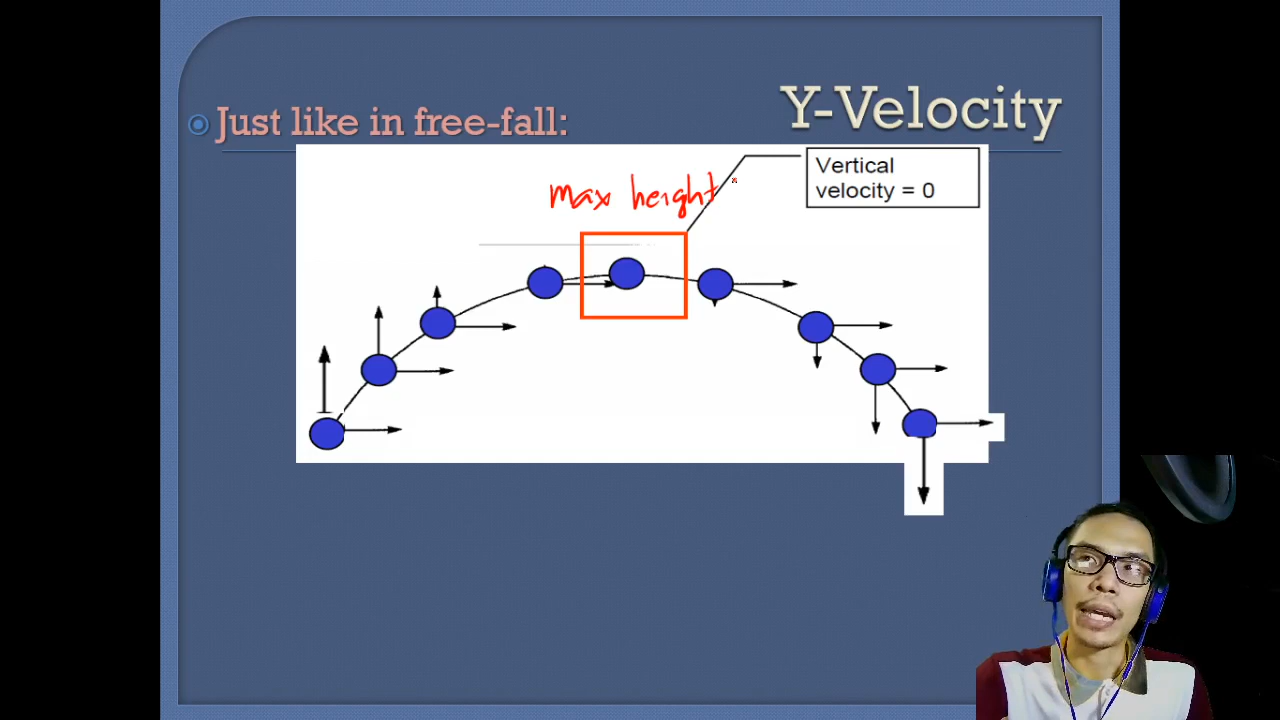 Y-Velocity
Just like in free-fall:
Vertical
velocity = 0
max height